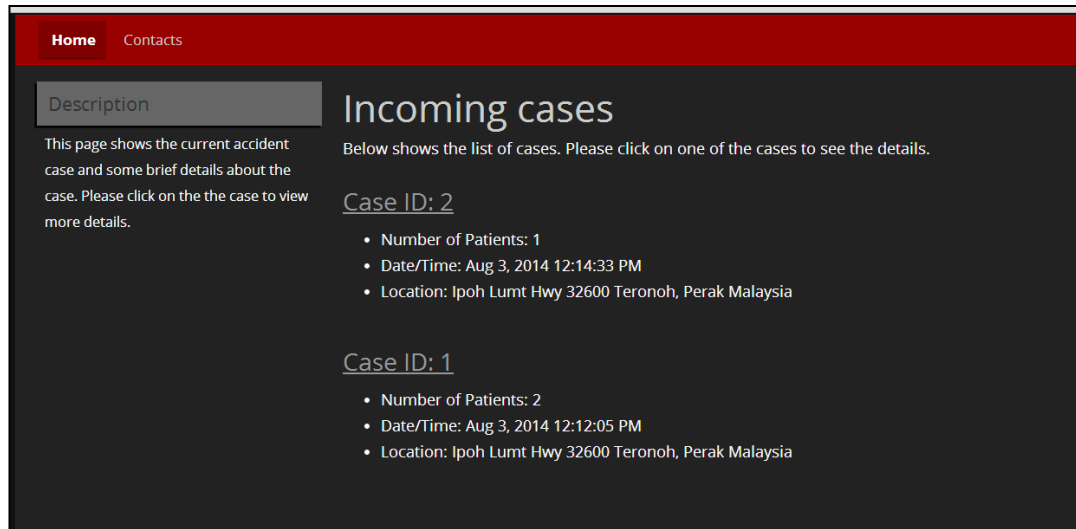 Home Contacts
Description
This page shows the current accident
case and some brief details about the
case. Please click on the the case to view
more details.
Incoming cases
Below shows the list of cases. Please click on one of the cases to see the details.
Case ID: 2
• Number of Patients: 1
• Date/Time: Aug 3, 2014 12:14:33 PM
• Location: Ipoh Lumt Hwy 32600 Teronoh, Perak Malaysia
Case ID: 1
• Number of Patients: 2
• Date/Time: Aug 3, 2014 12:12:05 PM
• Location: Ipoh Lumt Hwy 32600 Teronoh, Perak Malaysia